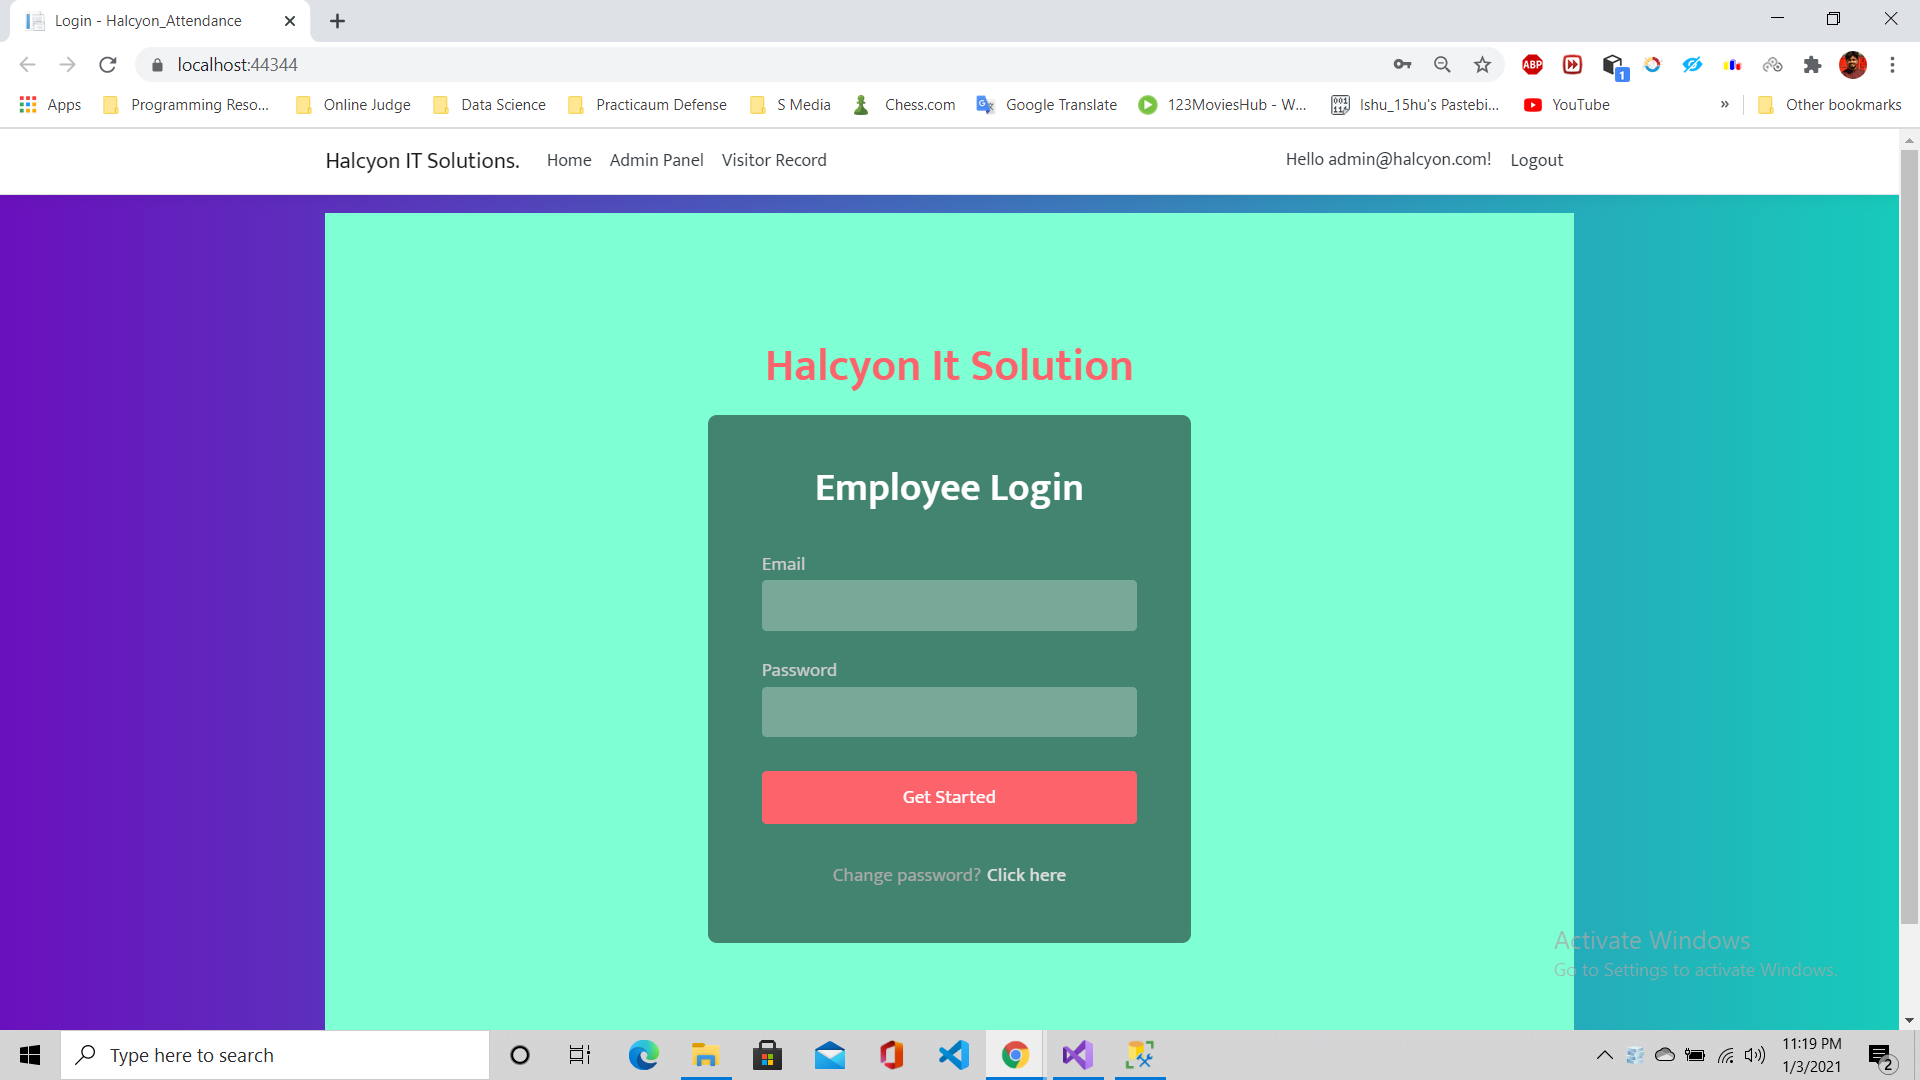 Login - Halcyon_Attendance
localhost:44344
ABP
1
Apps
Programming Reso...
Online Judge
Data Science
Practicaum Defense
S Media
Chess.com
Google Translate
123MoviesHub - W...
Ishu_15hu's Pastebi...
YouTube
»
Other bookmarks
Halcyon IT Solutions.
Home
Admin Panel
Visitor Record
Hello admin@halcyon.com!
Logout
Halcyon It Solution
Employee Login
Email
Password
Get Started
Change password? Click here
Activate Windows
Go to Settings to activate Windows.
Type here to search
11:19 PM
1/3/2021
2